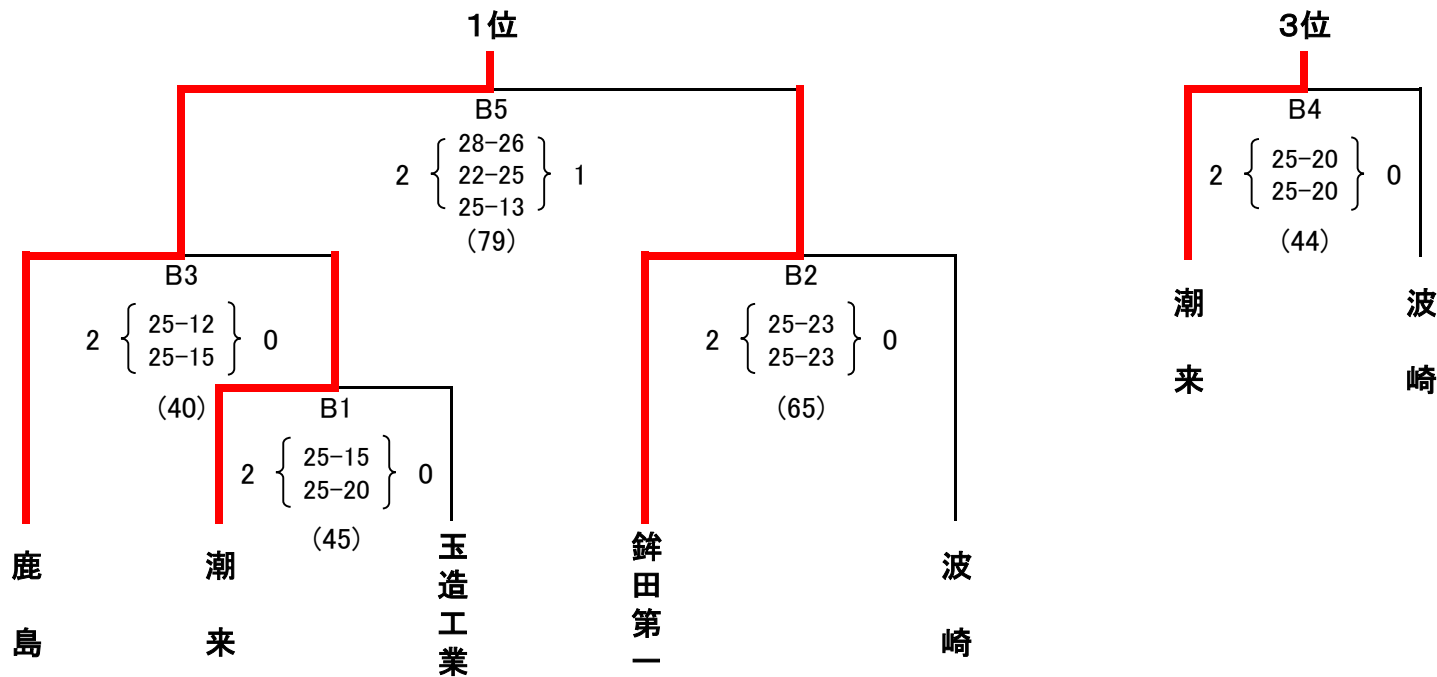 1位
B5
2 { 28-26 22-25 25-13 } 1
(79)
B3
2 { 25-12 25-15 } 0
(40)
B1
2 { 25-15 25-20 } 0
(45)
B2
2 { 25-23 25-23 } 0
(65)
鹿島
潮来
玉造工業
鉾田第一
波崎
3位
B4
2 { 25-20 25-20 } 0
(44)
潮来
波崎